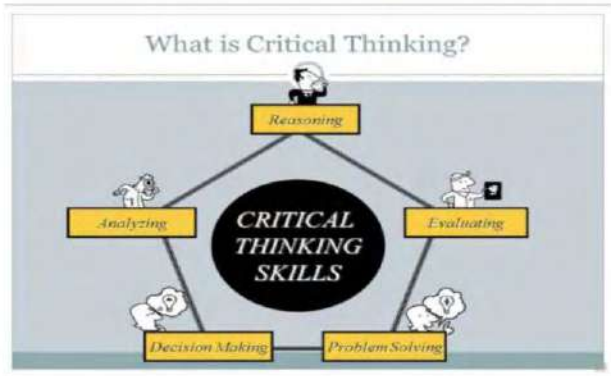 What is Critical Thinking?
Reasoning
Analyzing
Evaluating
CRITICAL
THINKING
SKILLS
Decision Making
Problem Solving